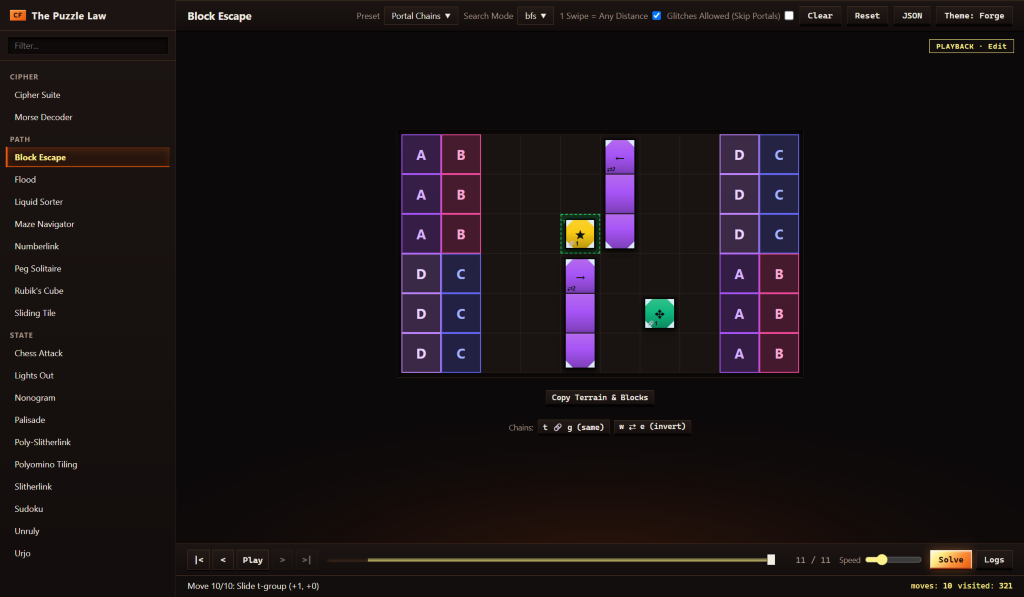 CF The Puzzle Law
Block Escape
Preset Portal Chains ▼ Search Mode bfs ▼ 1 Swipe = Any Distance Glitches Allowed (Skip Portals) Clear Reset JSON Theme: Forge
Filter...
PLAYBACK · Edit
CIPHER
Cipher Suite
Morse Decoder
PATH
Block Escape
Flood
Liquid Sorter
Maze Navigator
Numberlink
Peg Solitaire
Rubik's Cube
Sliding Tile
STATE
Chess Attack
Lights Out
Nonogram
Palisade
Poly-Slitherlink
Polyomino Tiling
Slitherlink
Sudoku
Unruly
Urjo
A B ← D C
A B D C
A B ★ D C
D C → A B
D C ✤ A B
D C A B
Copy Terrain & Blocks
Chains: t 🔗 g (same) w ⇄ e (invert)
|< < Play > >| 11 / 11 Speed Solve Logs
Move 10/10: Slide t-group (+1, +0) moves: 10 visited: 321